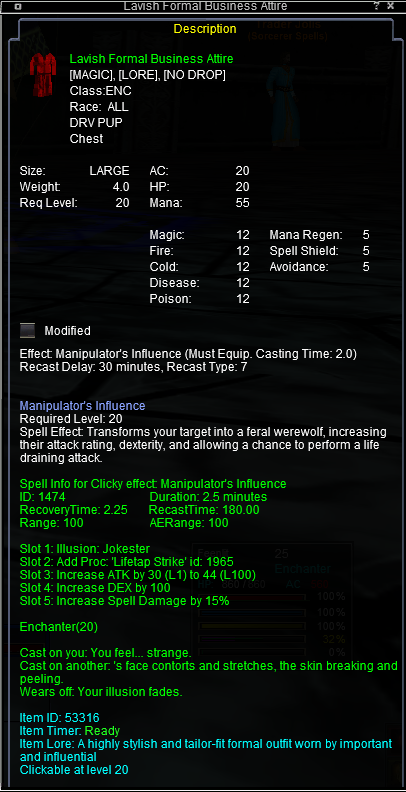 Lavish Formal Business Attire
? X
Description
Lavish Formal Business Attire
[MAGIC], [LORE], [NO DROP]
Class:ENC
Race: ALL
DRV PUP
Chest
Size: LARGE AC: 20
Weight: 4.0 HP: 20
Req Level: 20 Mana: 55
Magic: 12 Mana Regen: 5
Fire: 12 Spell Shield: 5
Cold: 12 Avoidance: 5
Disease: 12
Poison: 12
Modified
Effect: Manipulator's Influence (Must Equip. Casting Time: 2.0)
Recast Delay: 30 minutes, Recast Type: 7
Manipulator's Influence
Required Level: 20
Spell Effect: Transforms your target into a feral werewolf, increasing
their attack rating, dexterity, and allowing a chance to perform a life
draining attack.
Spell Info for Clicky effect: Manipulator's Influence
ID: 1474 Duration: 2.5 minutes
RecoveryTime: 2.25 RecastTime: 180.00
Range: 100 AERange: 100
Slot 1: Illusion: Jokester
Slot 2: Add Proc: 'Lifetap Strike' id: 1965
Slot 3: Increase ATK by 30 (L1) to 44 (L100)
Slot 4: Increase DEX by 100
Slot 5: Increase Spell Damage by 15%
Enchanter(20)
Cast on you: You feel... strange.
Cast on another: 's face contorts and stretches, the skin breaking and
peeling.
Wears off: Your illusion fades.
Item ID: 53316
Item Timer: Ready
Item Lore: A highly stylish and tailor-fit formal outfit worn by important
and influential
Clickable at level 20
25
Enchanter
AC
100%
100%
100%
32%
0%